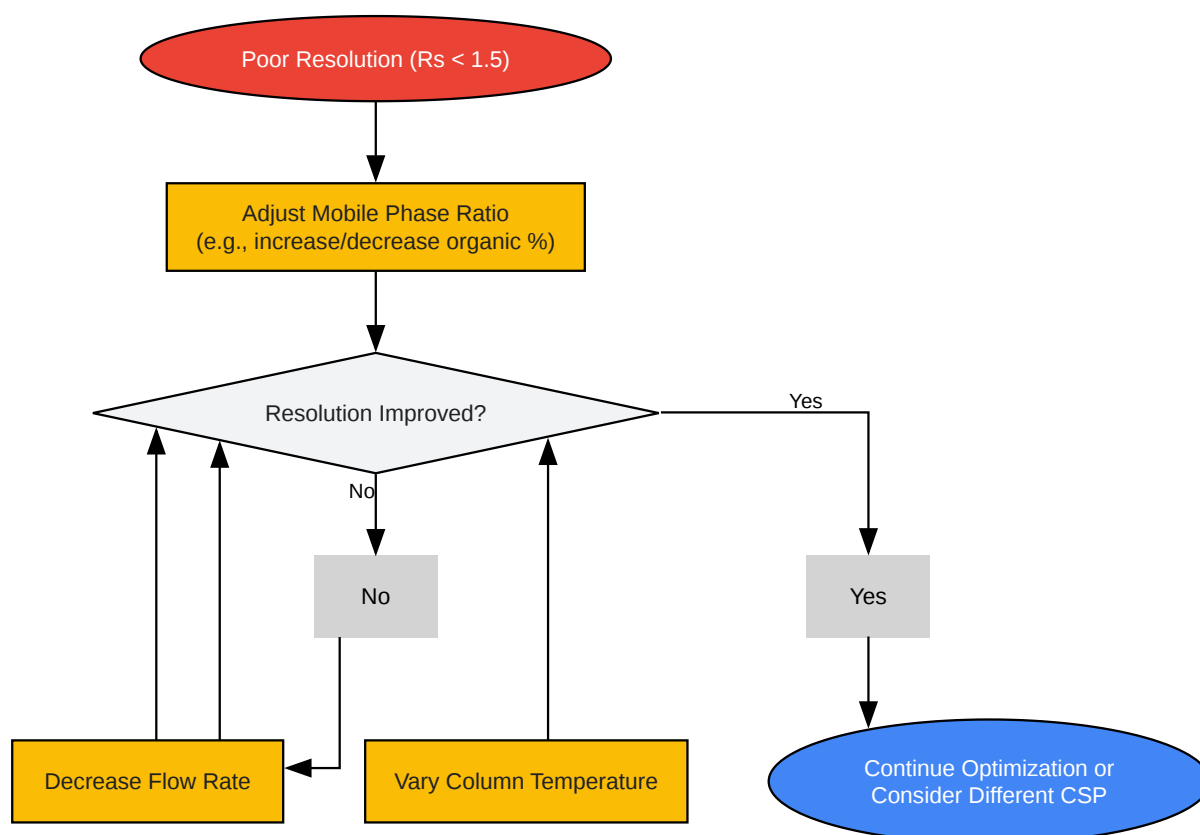 Poor Resolution (Rs < 1.5)
Adjust Mobile Phase Ratio
(e.g., increase/decrease organic %)
Resolution Improved?
Yes
No
No
Yes
Decrease Flow Rate
Vary Column Temperature
Continue Optimization or
Consider Different CSP